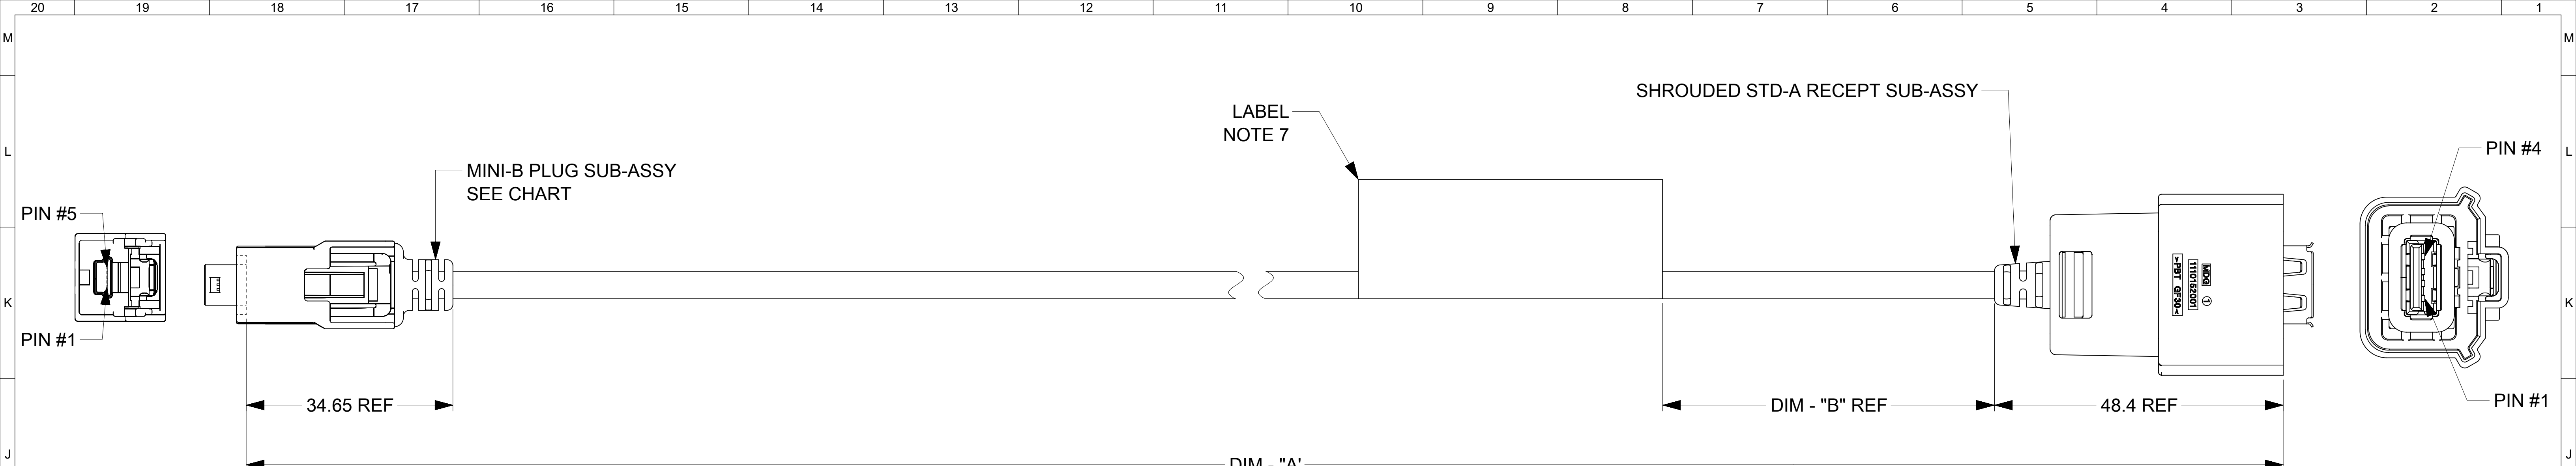 20 19 18 17 16 15 14 13 12 11 10 9 8 7 6 5 4 3 2 1
M
M
SHROUDED STD-A RECEPT SUB-ASSY
LABEL
NOTE 7
PIN #4
L
L
MINI-B PLUG SUB-ASSY
SEE CHART
PIN #5
MDQ 1
1110152001
>PBT GF30<
K
K
PIN #1
34.65 REF
DIM - "B" REF
48.4 REF
PIN #1
J
J
DIM - "A'